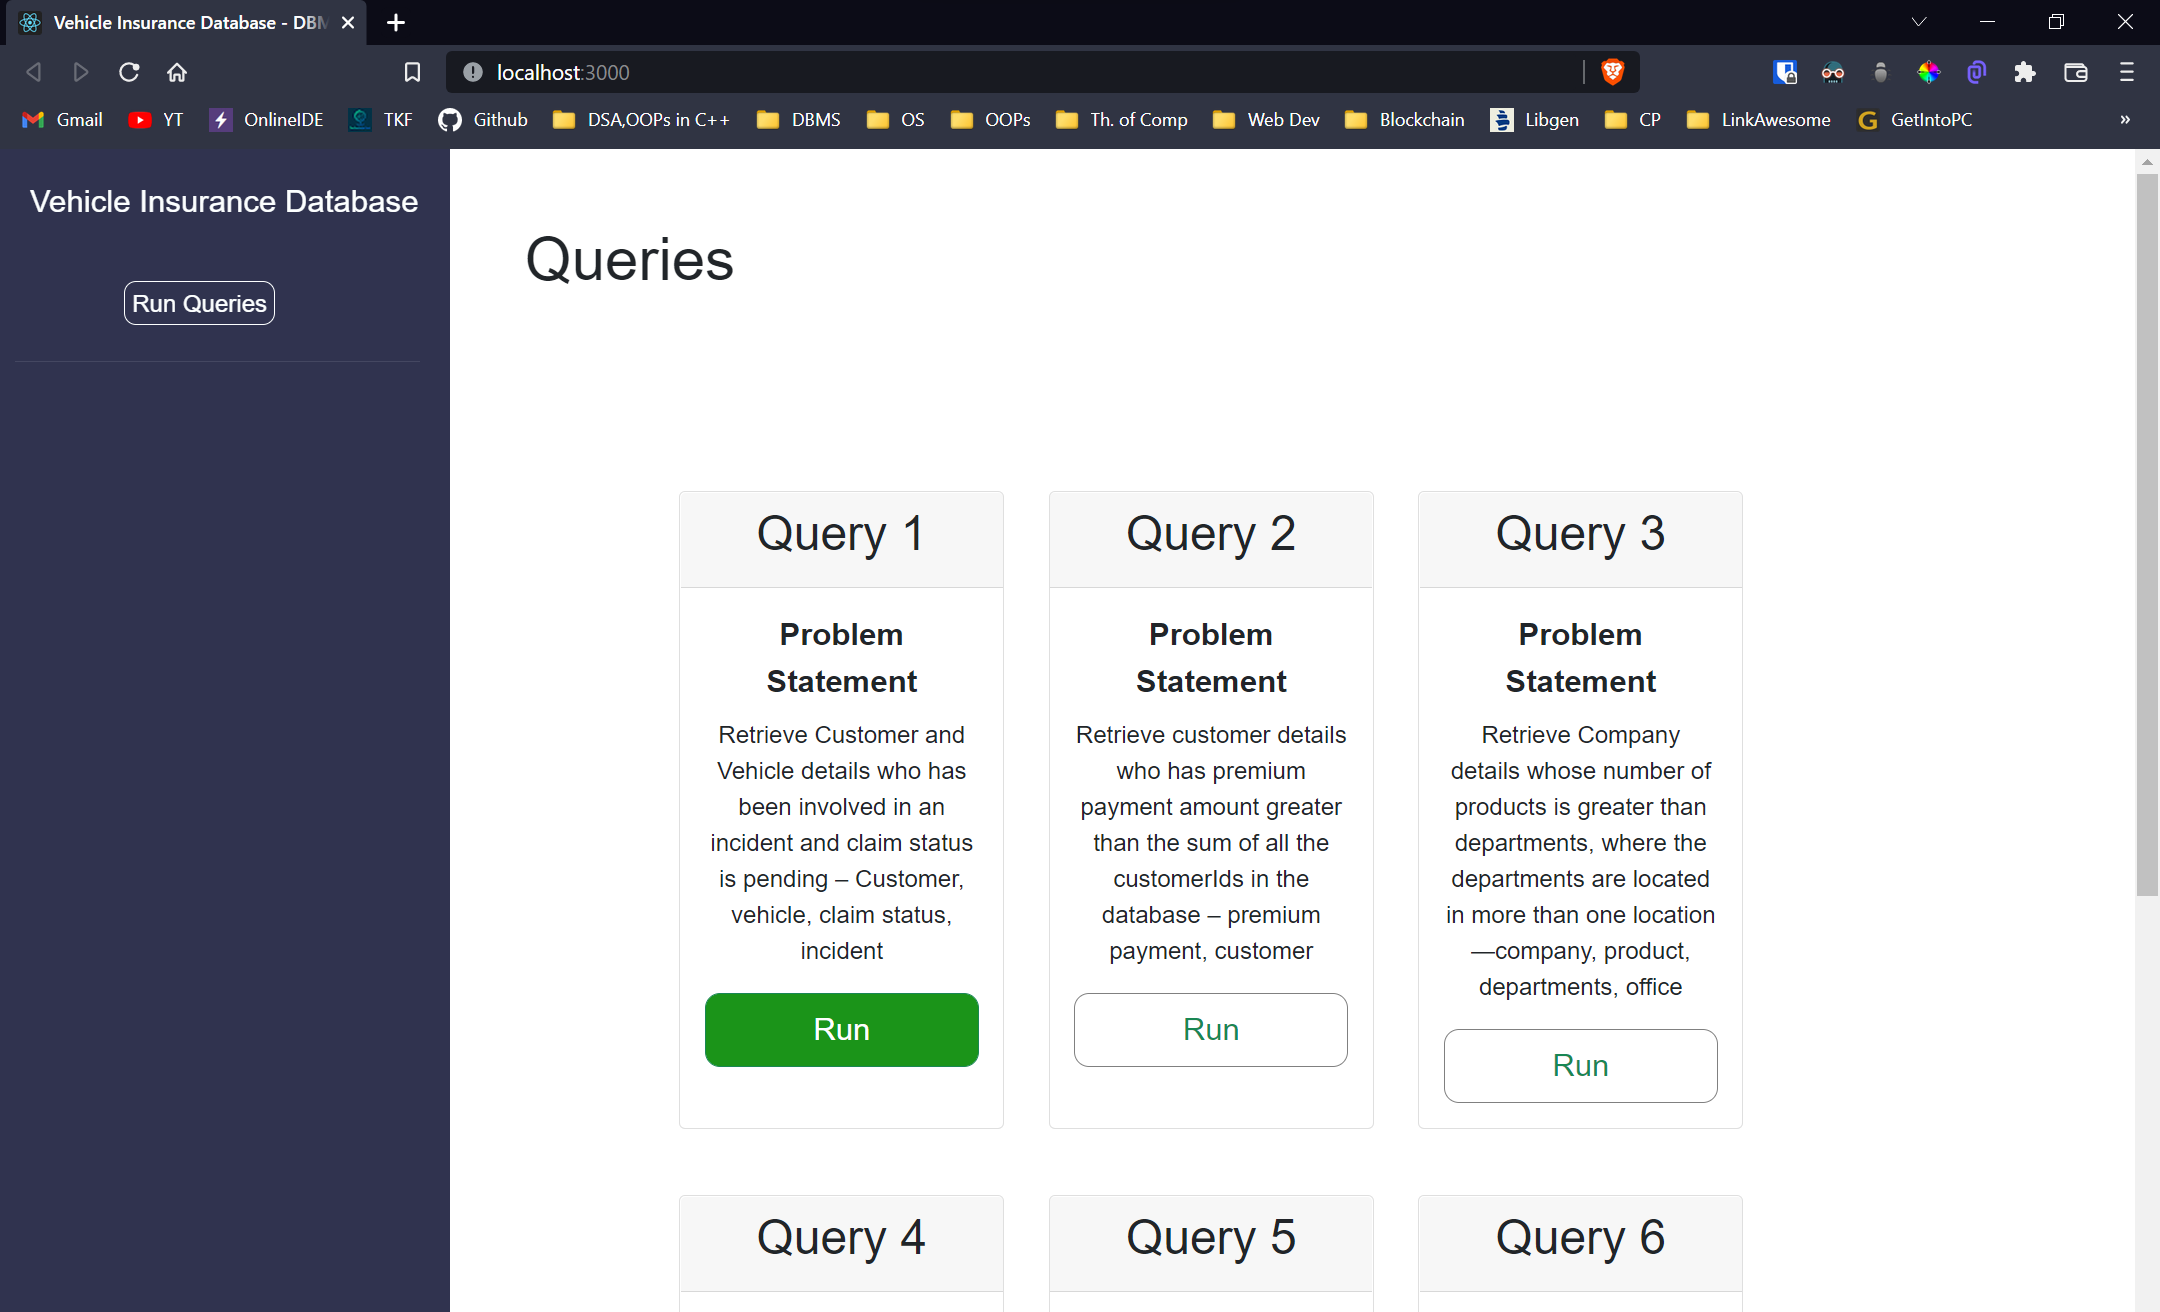 Vehicle Insurance Database - DBM
localhost:3000
Gmail YT OnlineIDE TKF Github DSA,OOPs in C++ DBMS OS OOPs Th. of Comp Web Dev Blockchain Libgen CP LinkAwesome GetIntoPC »
Vehicle Insurance Database
Run Queries
Queries
Query 1
Problem
Statement
Retrieve Customer and
Vehicle details who has
been involved in an
incident and claim status
is pending – Customer,
vehicle, claim status,
incident
Run
Query 2
Problem
Statement
Retrieve customer details
who has premium
payment amount greater
than the sum of all the
customerIds in the
database – premium
payment, customer
Run
Query 3
Problem
Statement
Retrieve Company
details whose number of
products is greater than
departments, where the
departments are located
in more than one location
—company, product,
departments, office
Run
Query 4
Query 5
Query 6